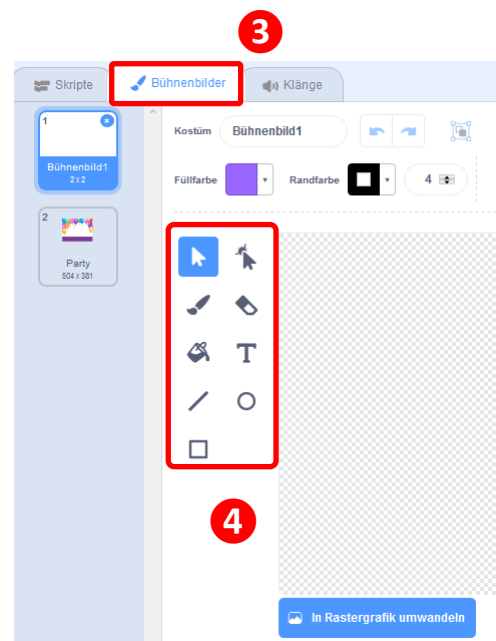 3
Skripte
Bühnenbilder
Klänge
1
Bühnenbild1
2 x 2
2
Party
504 x 381
Kostüm
Bühnenbild1
Füllfarbe
Randfarbe
4
T
4
In Rastergrafik umwandeln